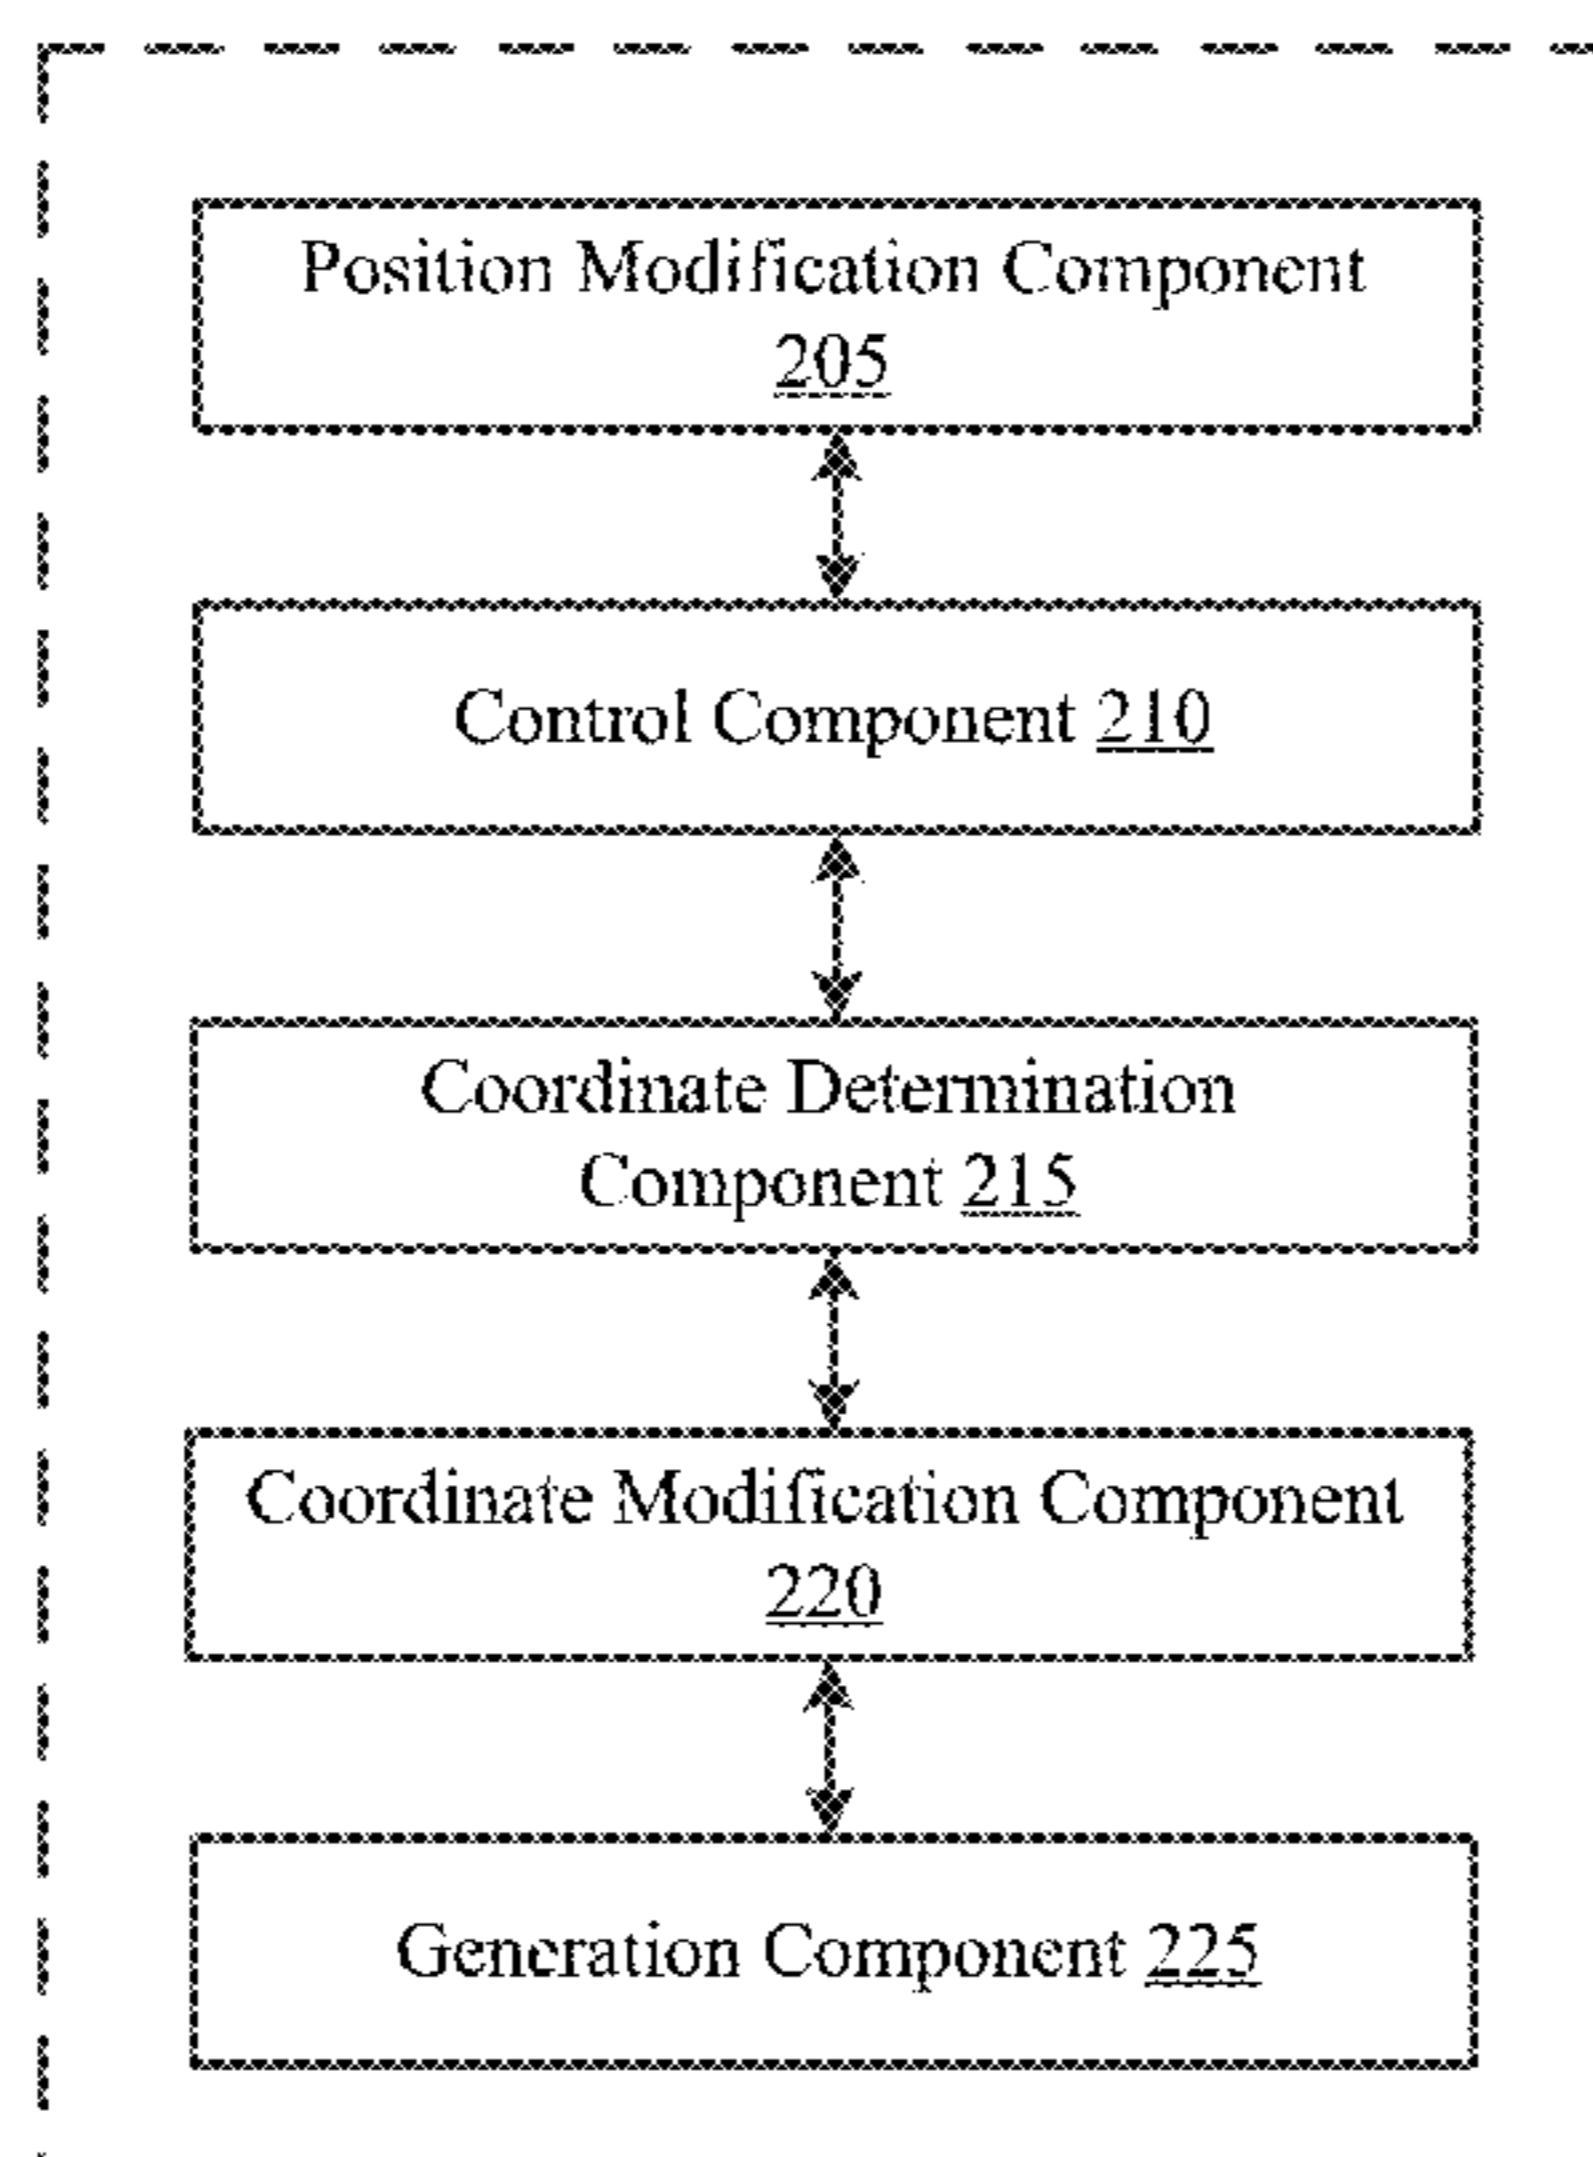 Position Modification Component
205
Control Component 210
Coordinate Determination
Component 215
Coordinate Modification Component
220
Generation Component 225